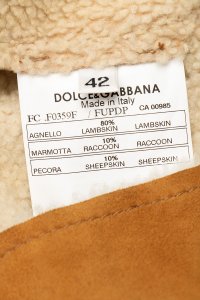 42
DOLCE&GABBANA
Made in Italy
FC .F0359F / FUPDP CA 00985
80%
AGNELLO LAMBSKIN
10%
MARMOTTA RACCOON RACCOON
10%
PECORA SHEEPSKIN SHEEPSKIN